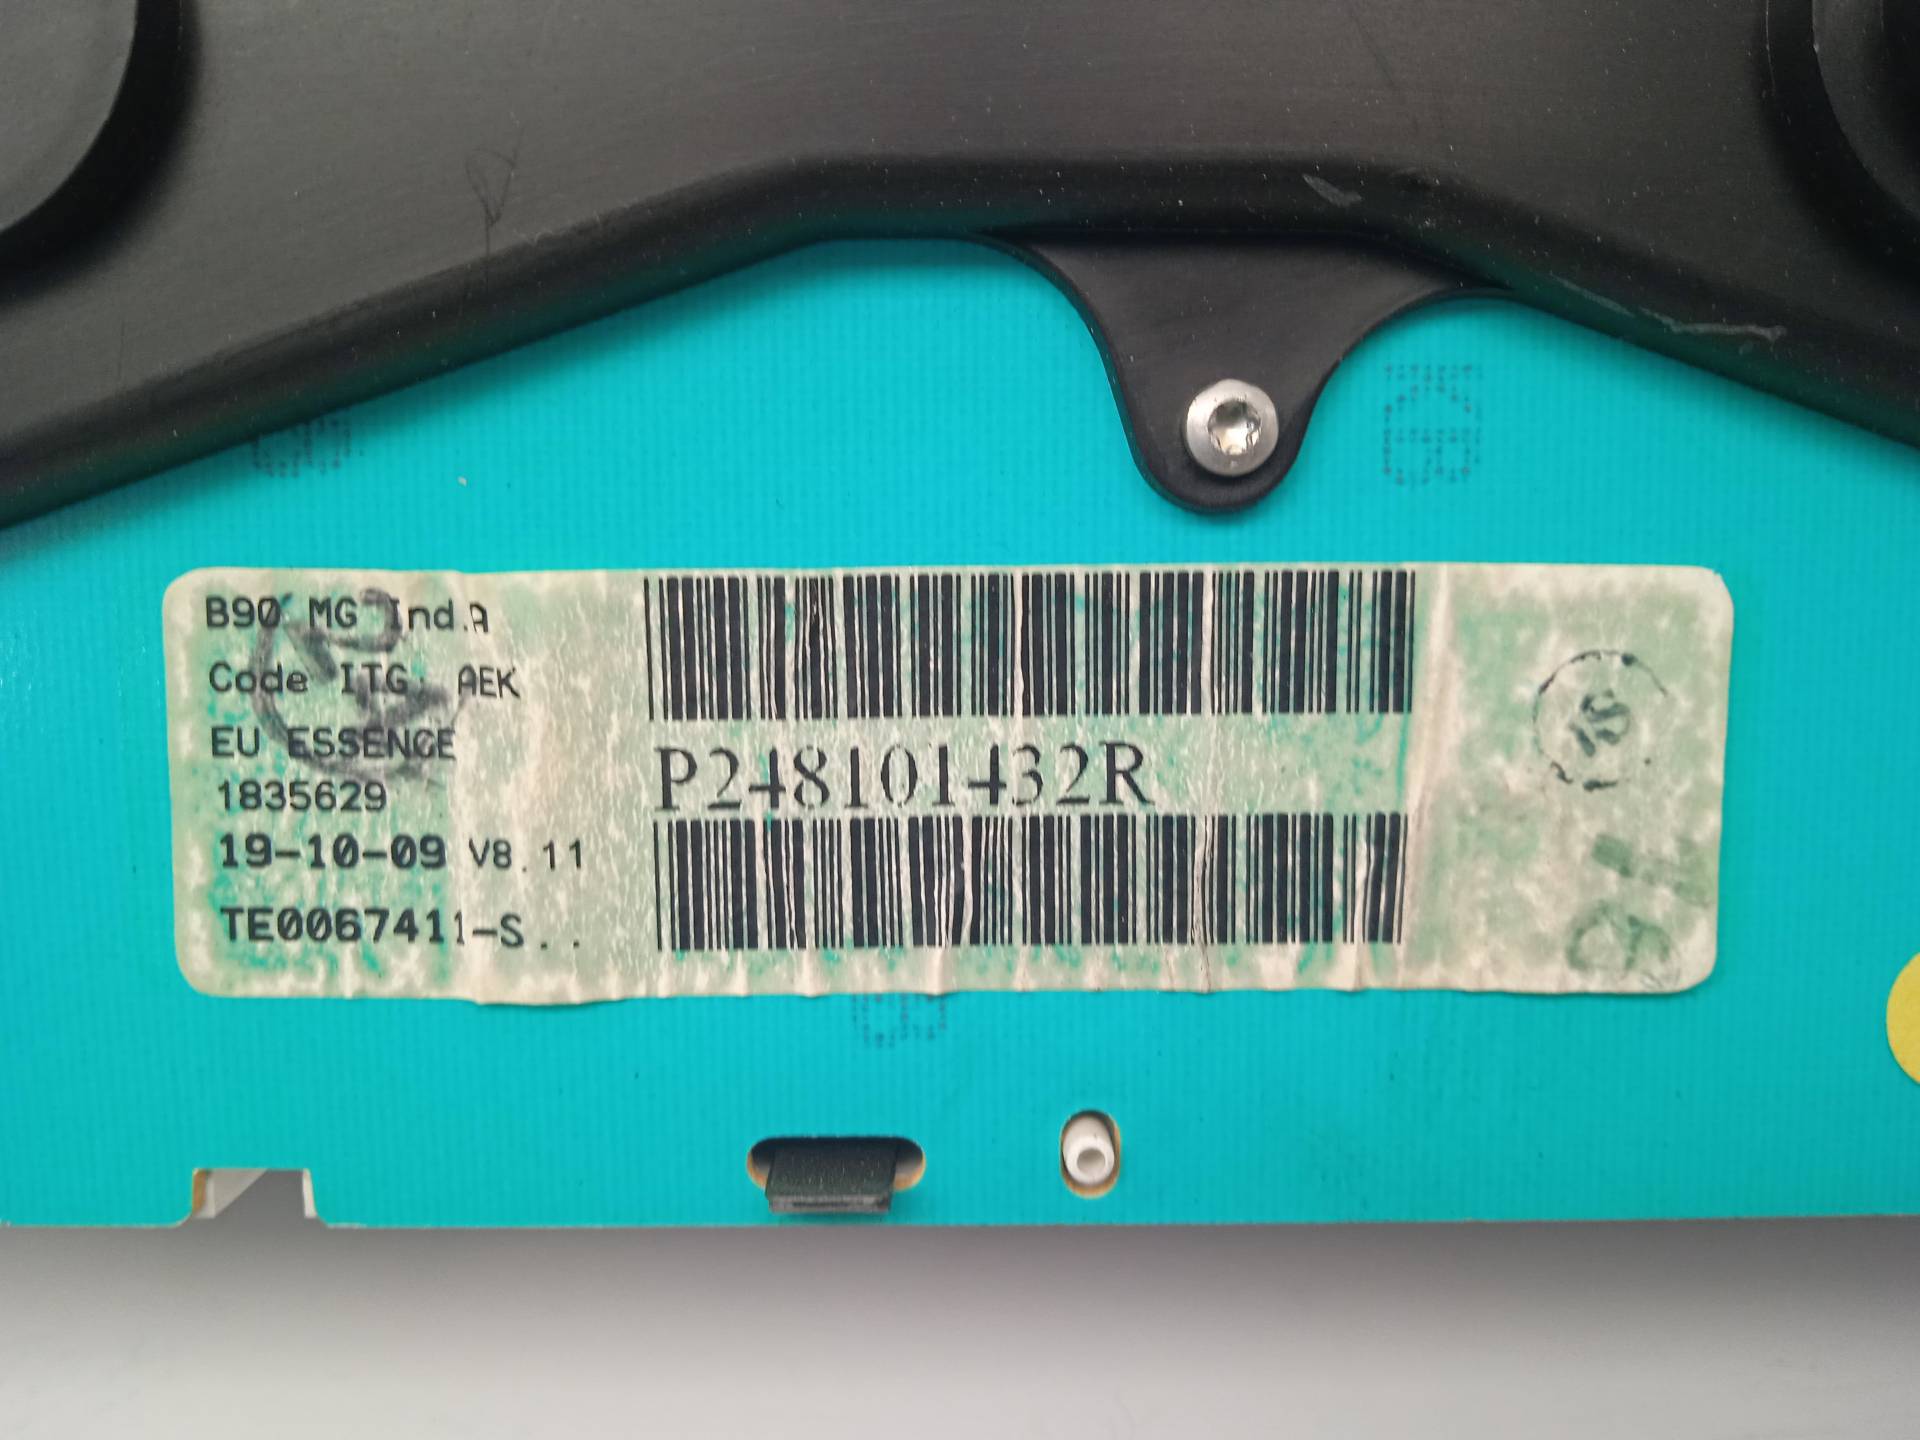 B90 MG Ind.A
Code ITG. AEK
EU ESSENCE
1835629
19-10-09 V8.11
TE0067411-S..
P248101432R